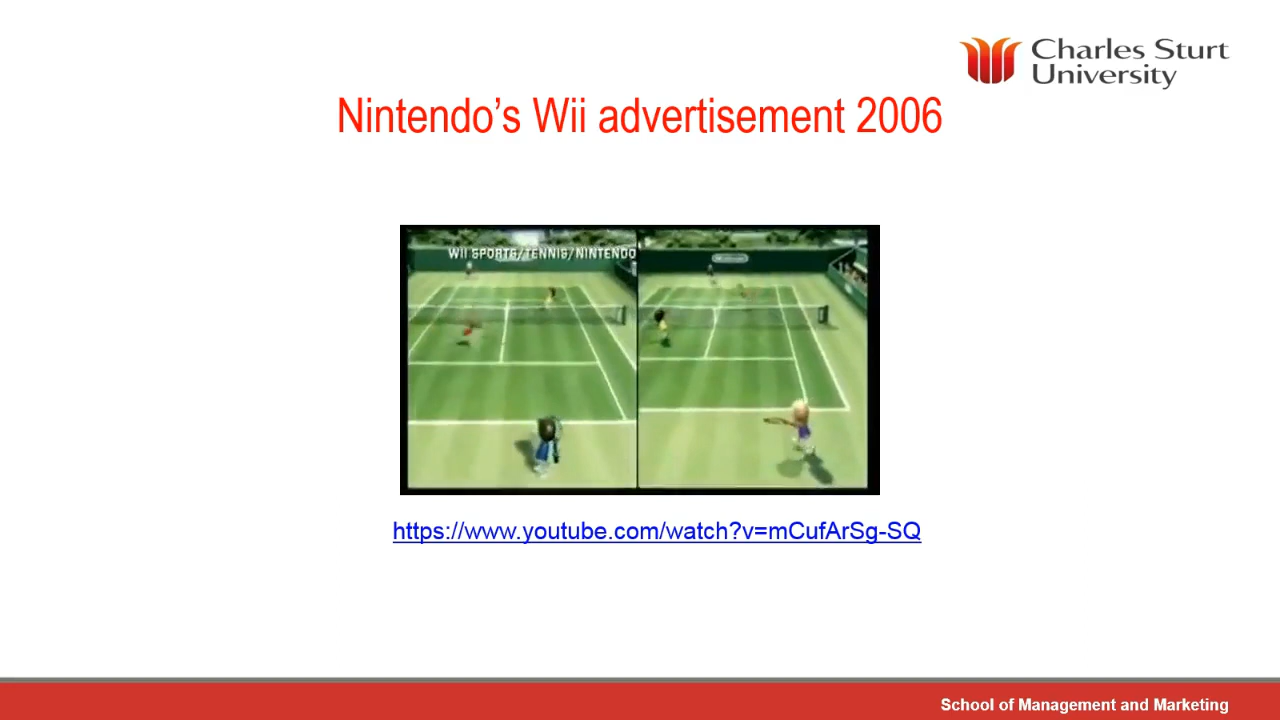 Charles Sturt
University
Nintendo's Wii advertisement 2006
WII SPORTS/TENNIS/NINTENDO
https://www.youtube.com/watch?v=mCufArSg-SQ
School of Management and Marketing